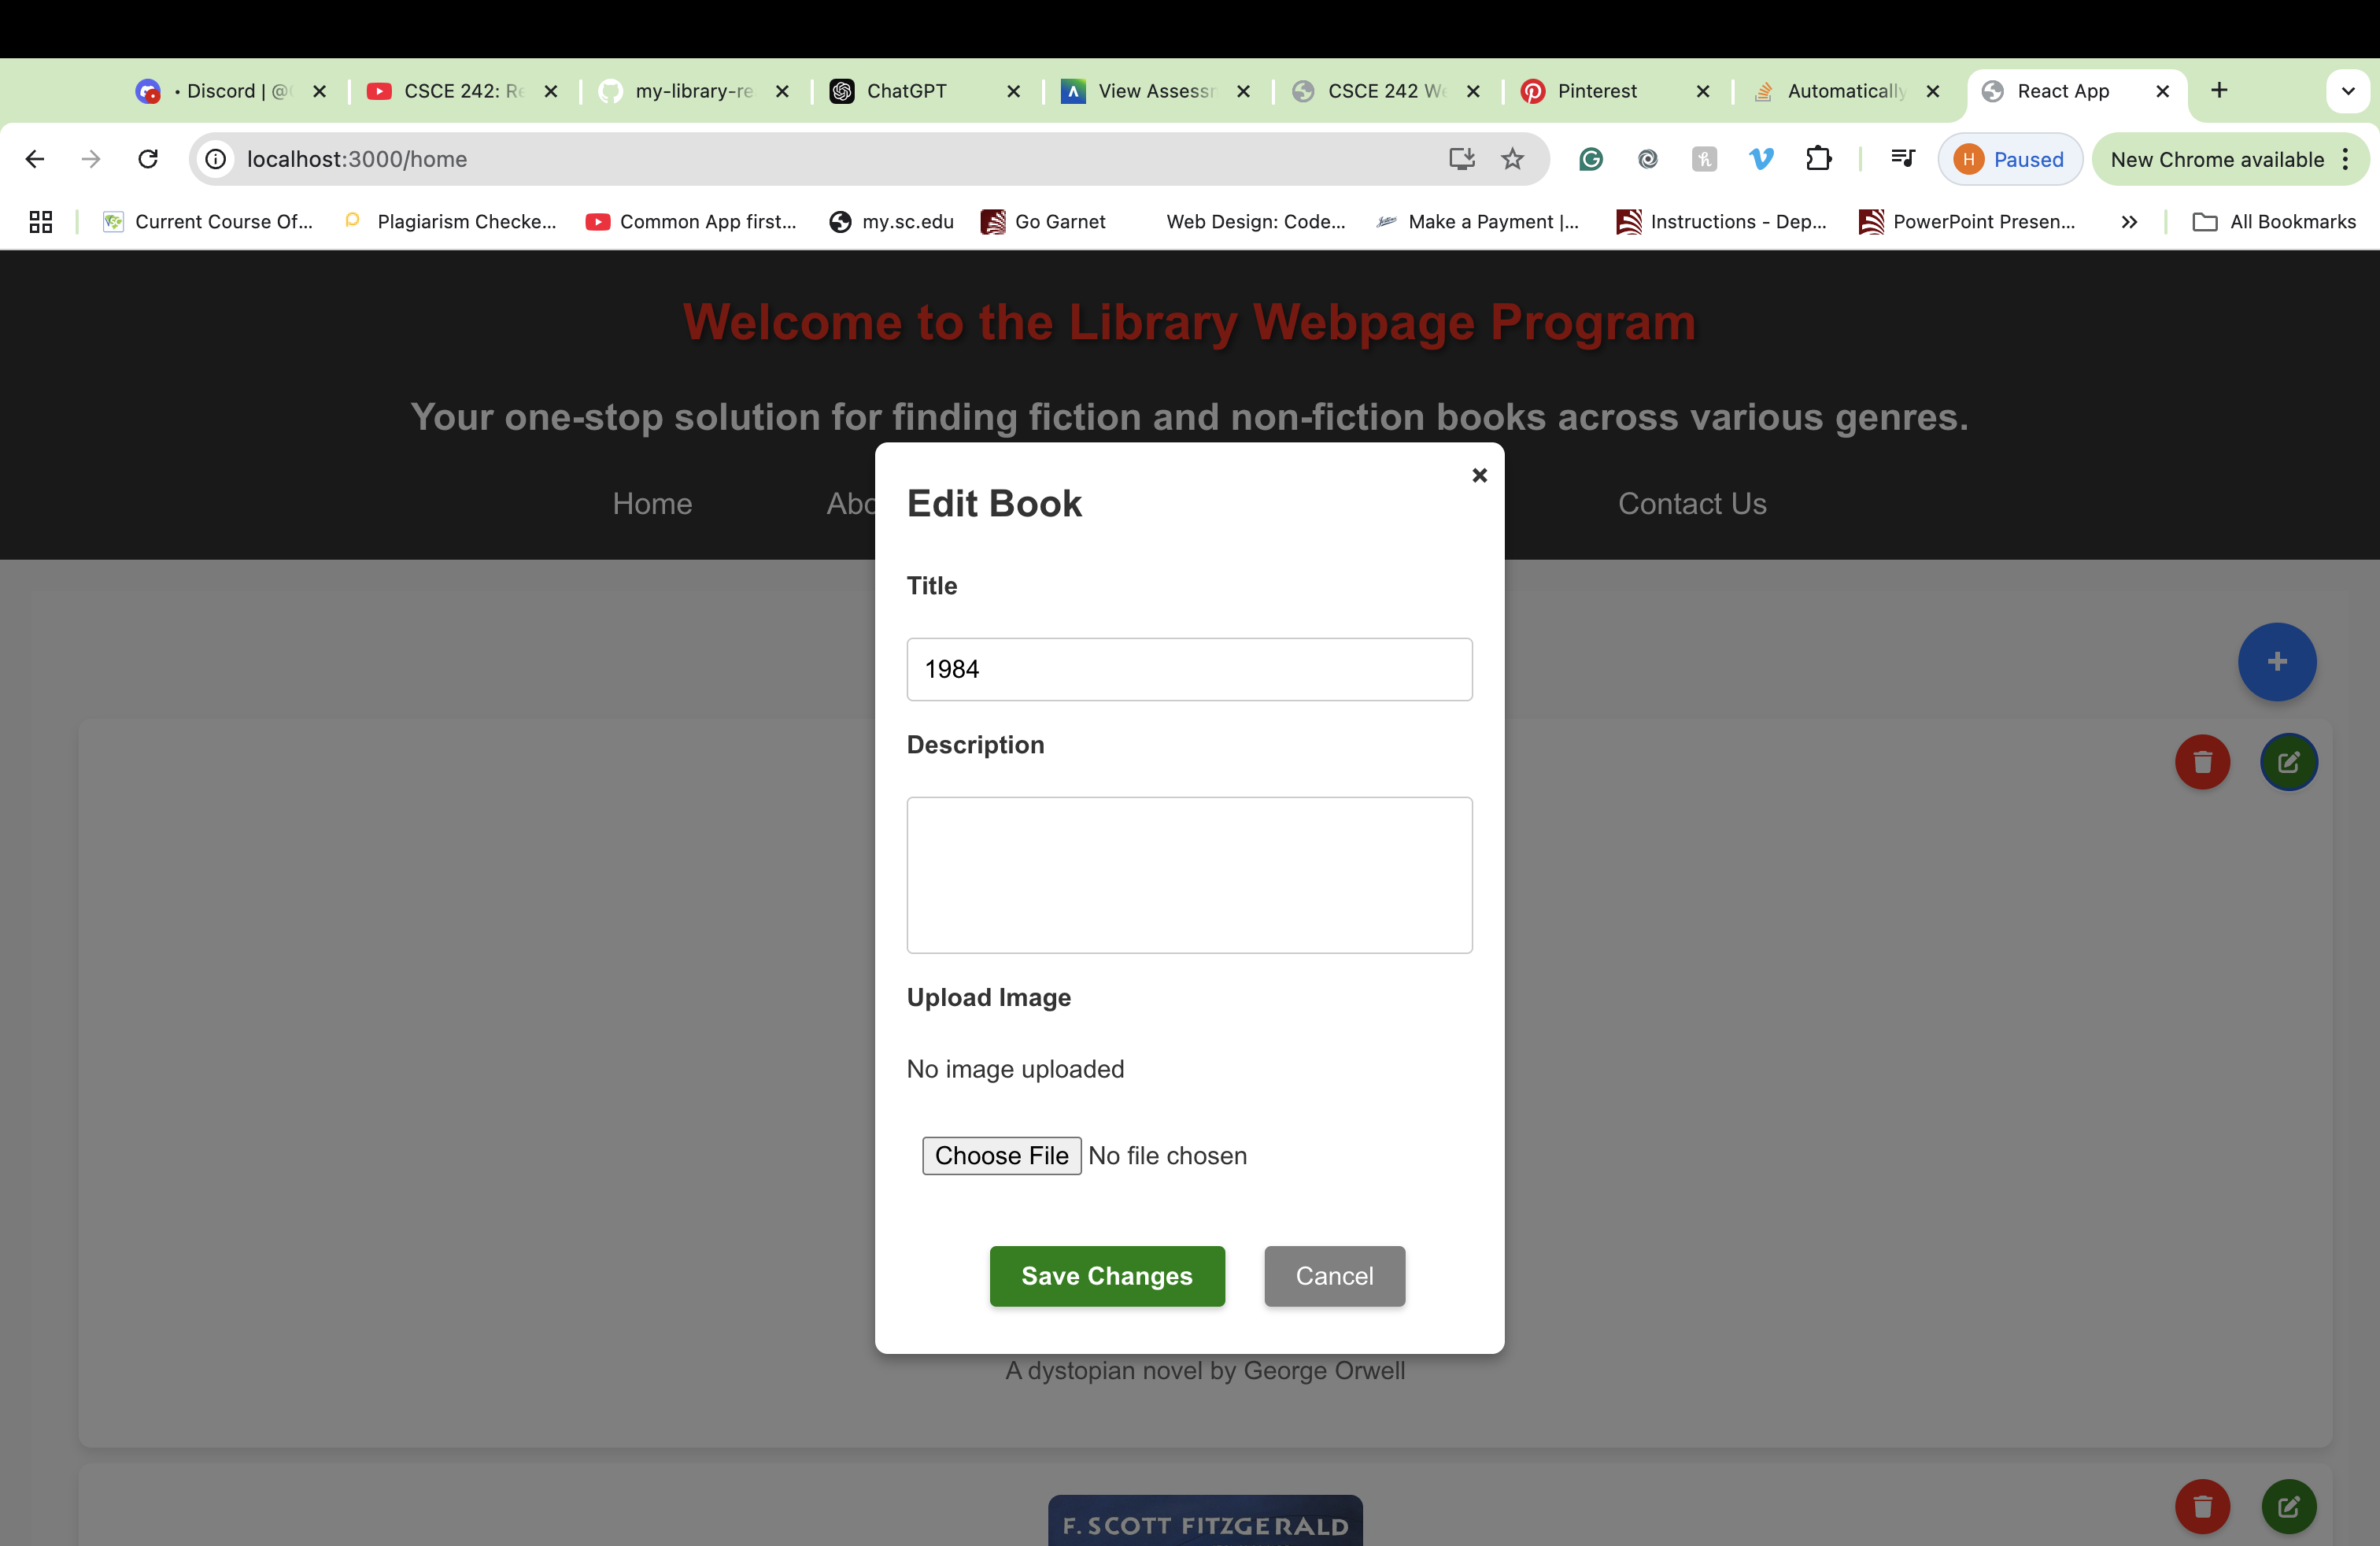 • Discord | @
CSCE 242: Re
my-library-re
ChatGPT
View Assessm
CSCE 242 We
Pinterest
Automatically
React App
localhost:3000/home
H Paused
New Chrome available
Current Course Of...
Plagiarism Checke...
Common App first...
my.sc.edu
Go Garnet
Web Design: Code...
Make a Payment |...
Instructions - Dep...
PowerPoint Presen...
All Bookmarks
Welcome to the Library Webpage Program
Your one-stop solution for finding fiction and non-fiction books across various genres.
Home
Abo
Contact Us
Edit Book
Title
1984
Description
Upload Image
No image uploaded
Choose File No file chosen
Save Changes
Cancel
A dystopian novel by George Orwell
F. SCOTT FITZGERALD